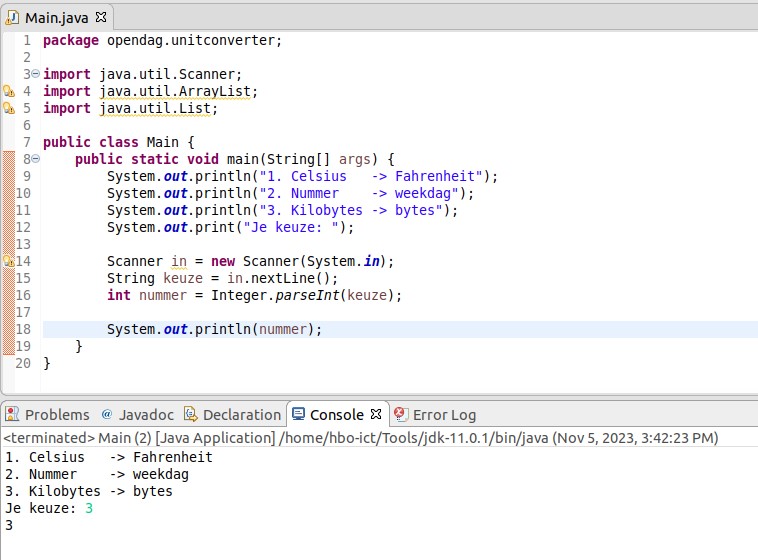 Main.java
1 package opendag.unitconverter;
2
3 import java.util.Scanner;
4 import java.util.ArrayList;
5 import java.util.List;
6
7 public class Main {
8     public static void main(String[] args) {
9         System.out.println("1. Celsius   -> Fahrenheit");
10         System.out.println("2. Nummer    -> weekdag");
11         System.out.println("3. Kilobytes -> bytes");
12         System.out.print("Je keuze: ");
13
14         Scanner in = new Scanner(System.in);
15         String keuze = in.nextLine();
16         int nummer = Integer.parseInt(keuze);
17
18         System.out.println(nummer);
19     }
20 }
Problems @ Javadoc Declaration Console Error Log
<terminated> Main (2) [Java Application] /home/hbo-ict/Tools/jdk-11.0.1/bin/java (Nov 5, 2023, 3:42:23 PM)
1. Celsius   -> Fahrenheit
2. Nummer    -> weekdag
3. Kilobytes -> bytes
Je keuze: 3
3